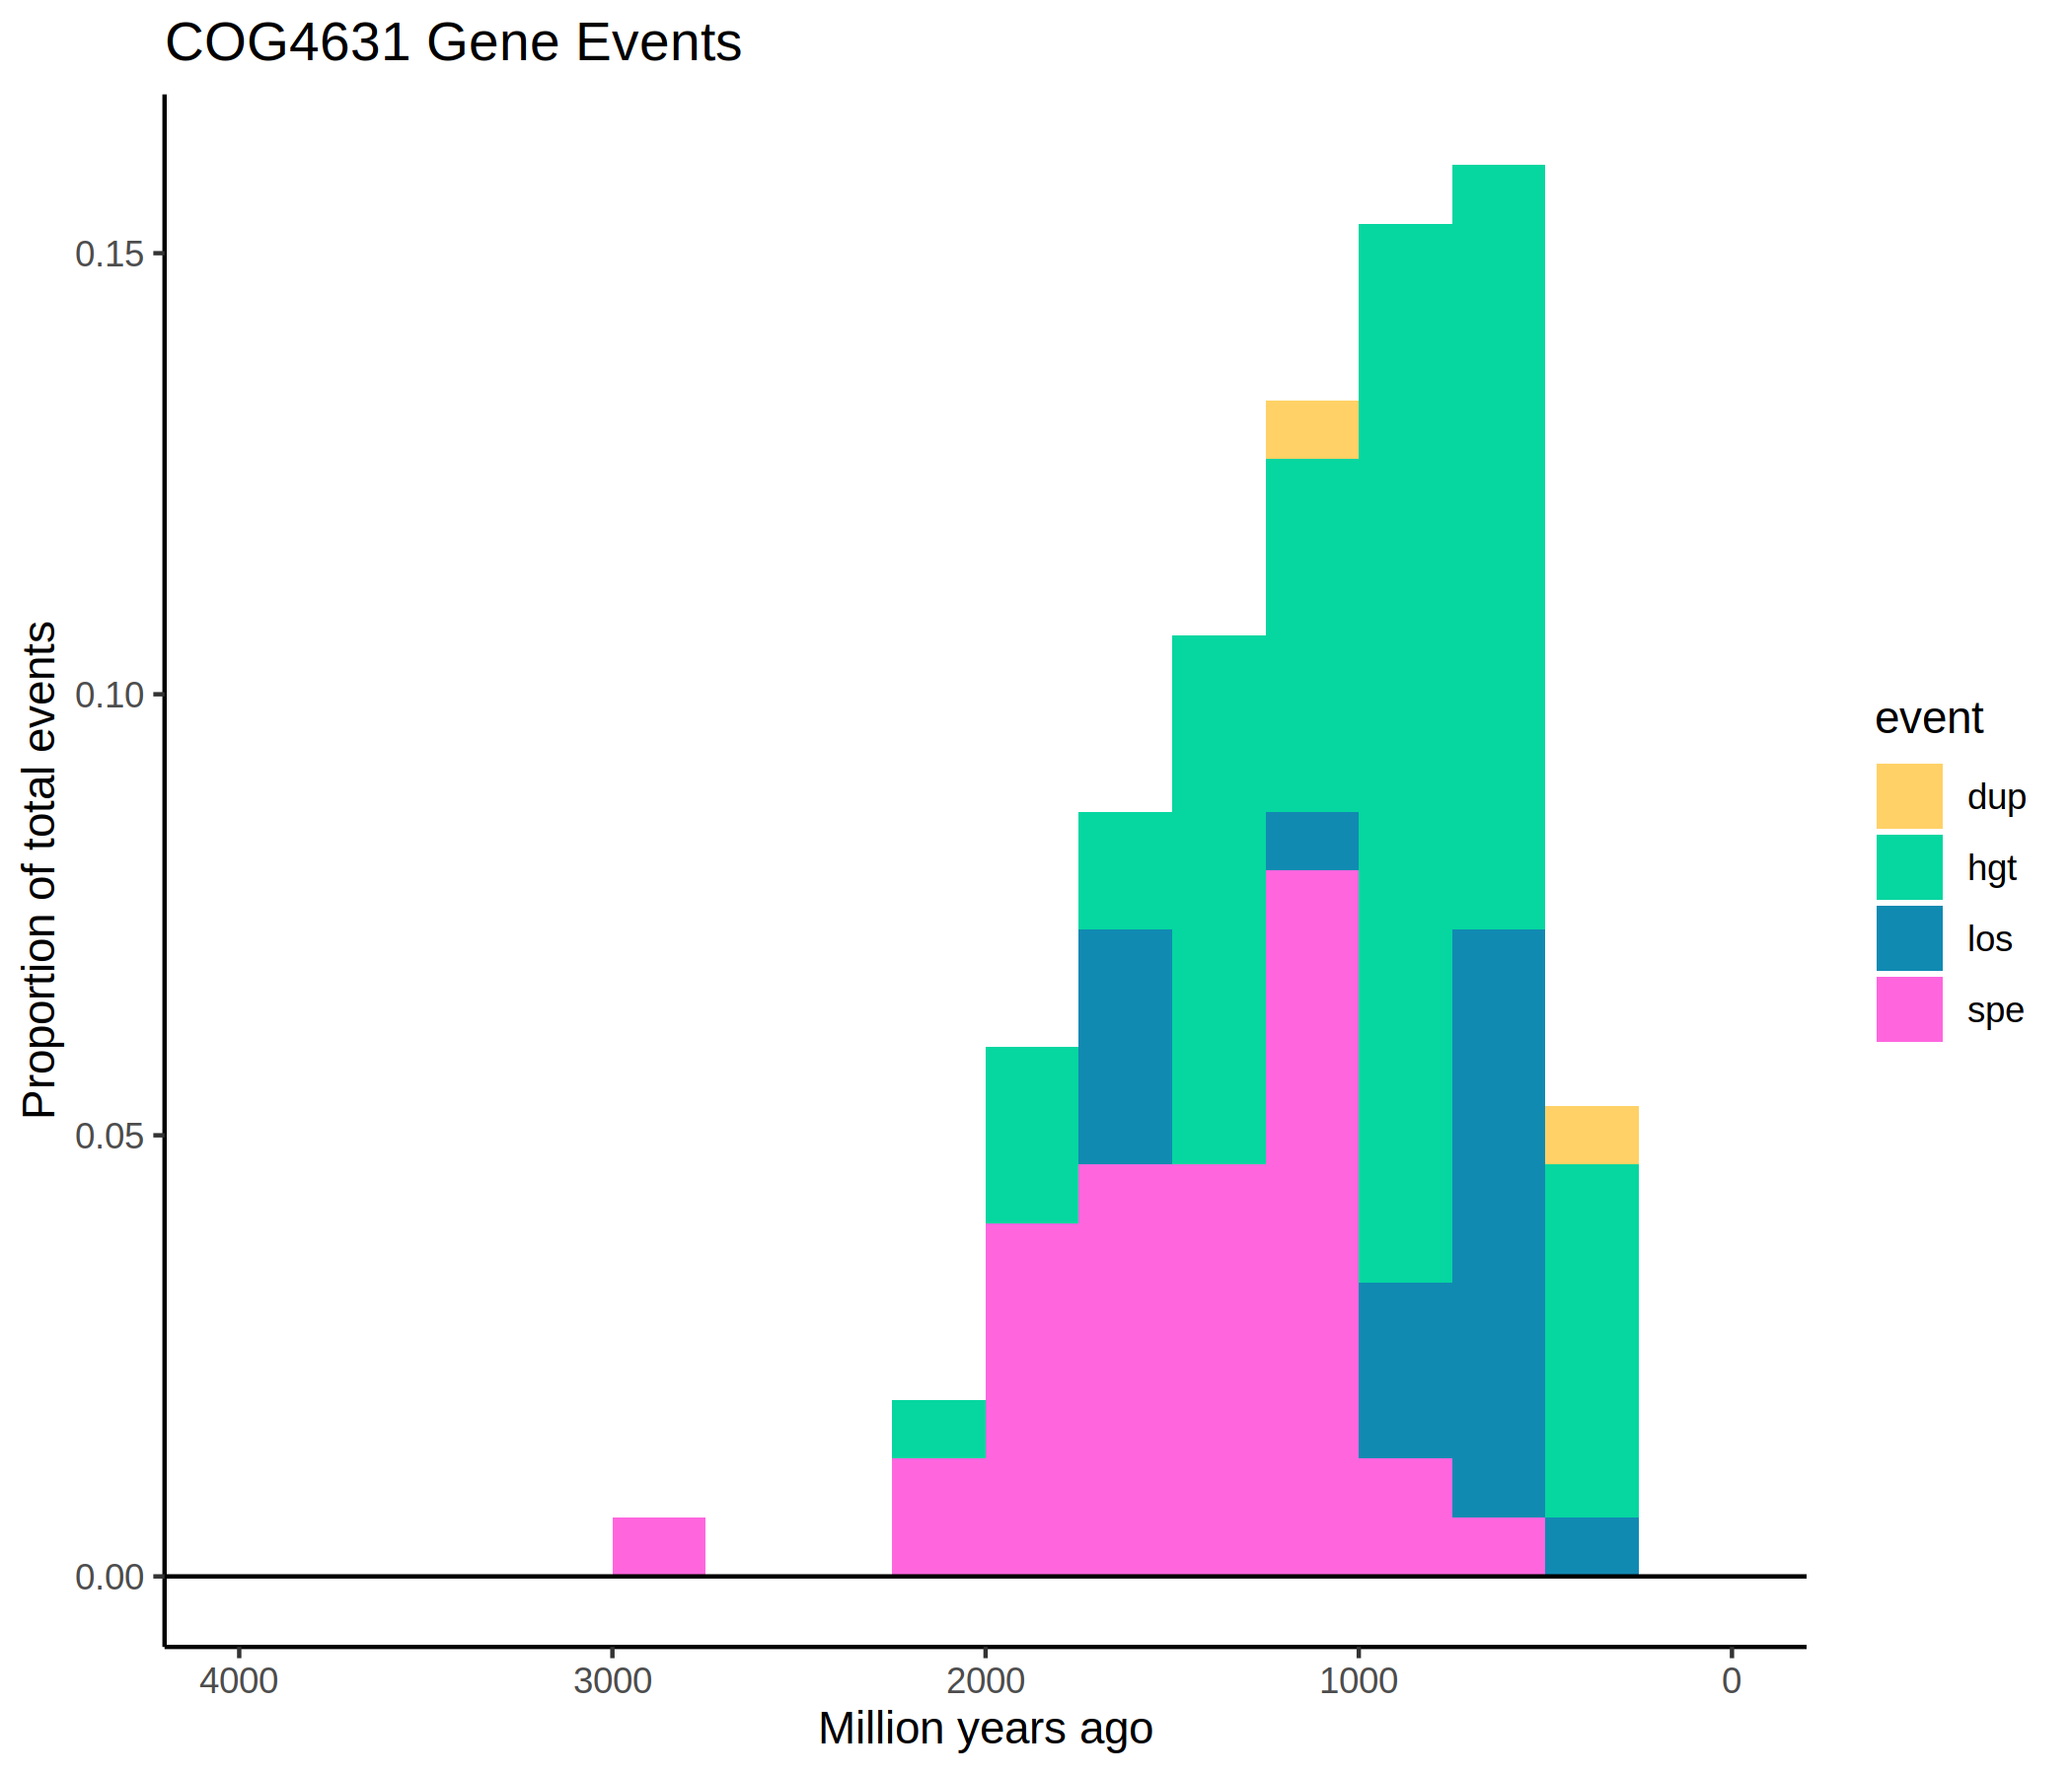 COG4631 Gene Events
Proportion of total events
0.15
0.10
0.05
0.00
4000 3000 2000 1000 0
Million years ago
event
dup
hgt
los
spe